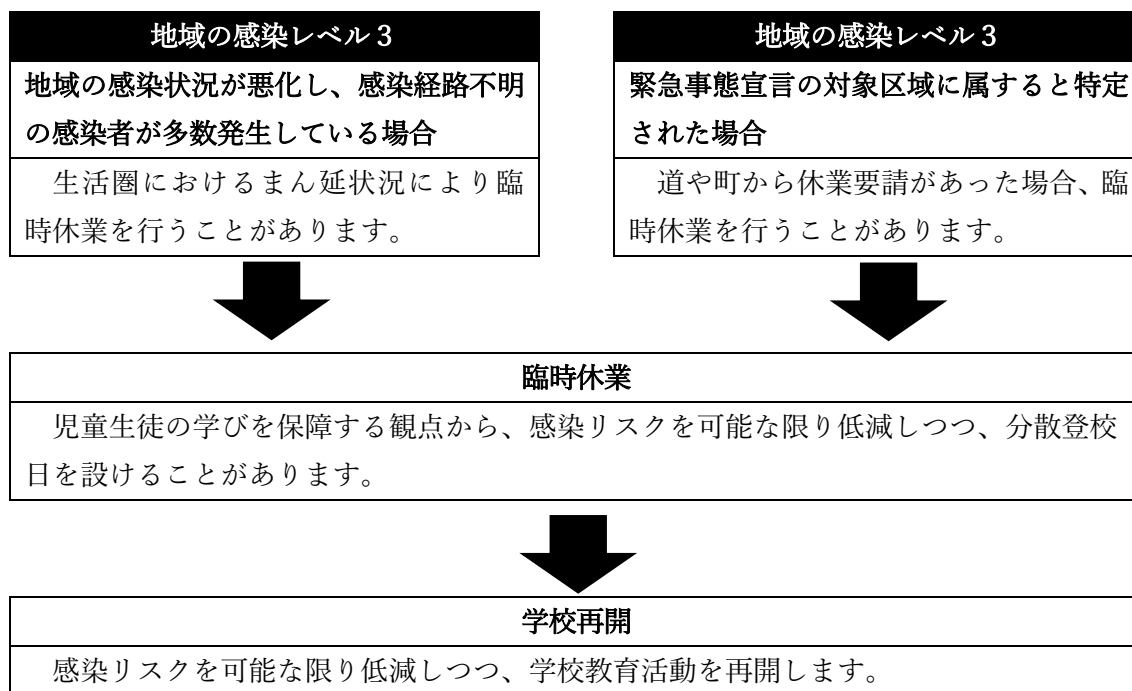 地域の感染レベル3
地域の感染状況が悪化し、感染経路不明
の感染者が多数発生している場合
生活圏におけるまん延状況により臨
時休業を行うことがあります。
地域の感染レベル3
緊急事態宣言の対象区域に属すると特定
された場合
道や町から休業要請があった場合、臨
時休業を行うことがあります。
臨時休業
児童生徒の学びを保障する観点から、感染リスクを可能な限り低減しつつ、分散登校
日を設けることがあります。
学校再開
感染リスクを可能な限り低減しつつ、学校教育活動を再開します。